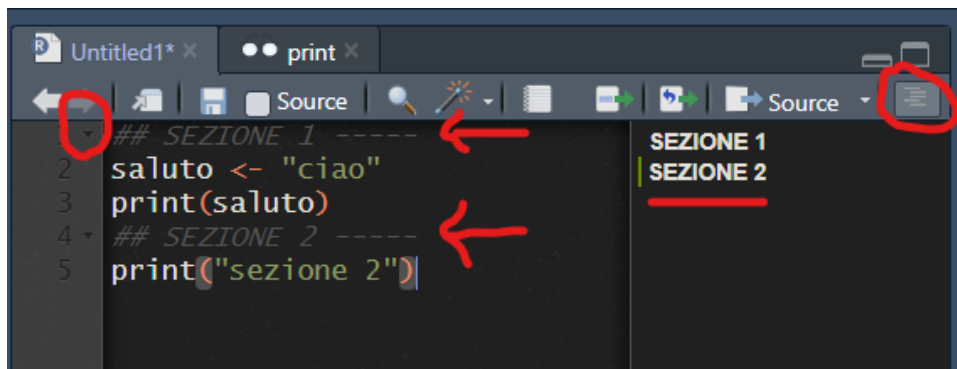 Untitled1* ×
print ×
Source
Source
1 ## SEZIONE 1 -----
2 saluto <- "ciao"
3 print(saluto)
4 ## SEZIONE 2 -----
5 print("sezione 2")
SEZIONE 1
SEZIONE 2